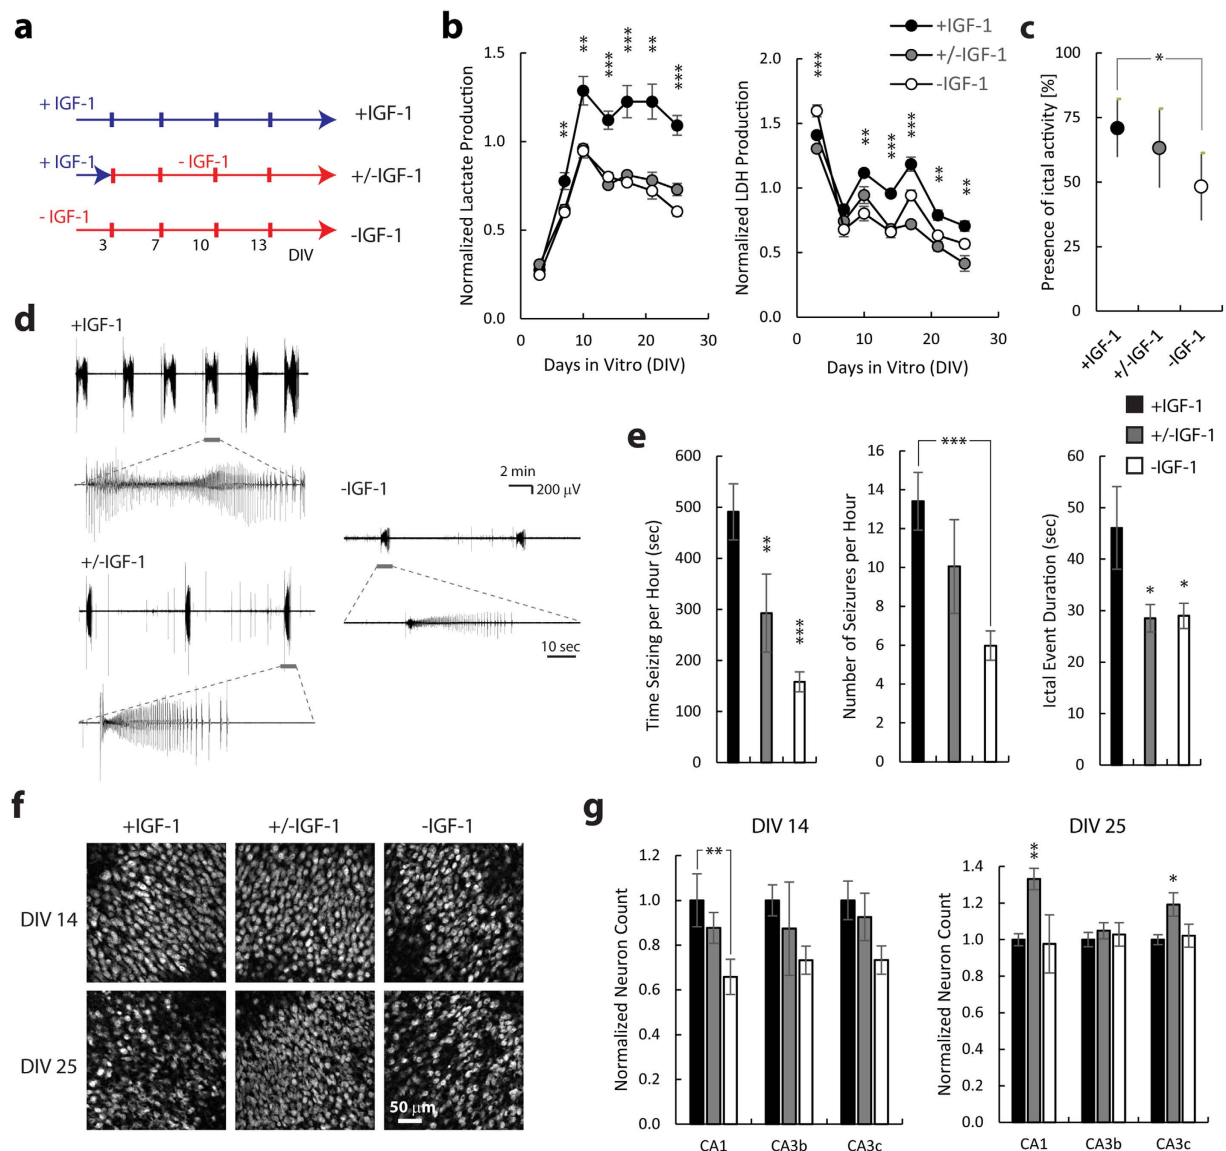 a
+ IGF-1
+IGF-1
+ IGF-1
- IGF-1
+/-IGF-1
- IGF-1
-IGF-1
3
7
10
13
DIV
b
Normalized Lactate Production
1.5
1.0
0.5
0.0
0
10
20
30
Days in Vitro (DIV)
**
**
***
***
**
***
Normalized LDH Production
2.0
1.5
1.0
0.5
0.0
0
10
20
30
Days in Vitro (DIV)
***
**
***
***
**
**
+IGF-1
+/-IGF-1
-IGF-1
c
Presence of ictal activity [%]
100
75
50
25
0
*
+IGF-1
+/-IGF-1
-IGF-1
d
+IGF-1
+/-IGF-1
-IGF-1
2 min
200 μV
10 sec
e
+IGF-1
+/-IGF-1
-IGF-1
Time Seizing per Hour (sec)
600
500
400
300
200
100
0
**
***
Number of Seizures per Hour
16
14
12
10
8
6
4
2
0
***
Ictal Event Duration (sec)
60
50
40
30
20
10
0
*
*
f
+IGF-1
+/-IGF-1
-IGF-1
DIV 14
DIV 25
50 μm
g
DIV 14
Normalized Neuron Count
1.2
1.0
0.8
0.6
0.4
0.2
0.0
**
CA1
CA3b
CA3c
DIV 25
Normalized Neuron Count
1.4
1.2
1.0
0.8
0.6
0.4
0.2
0.0
**
*
CA1
CA3b
CA3c